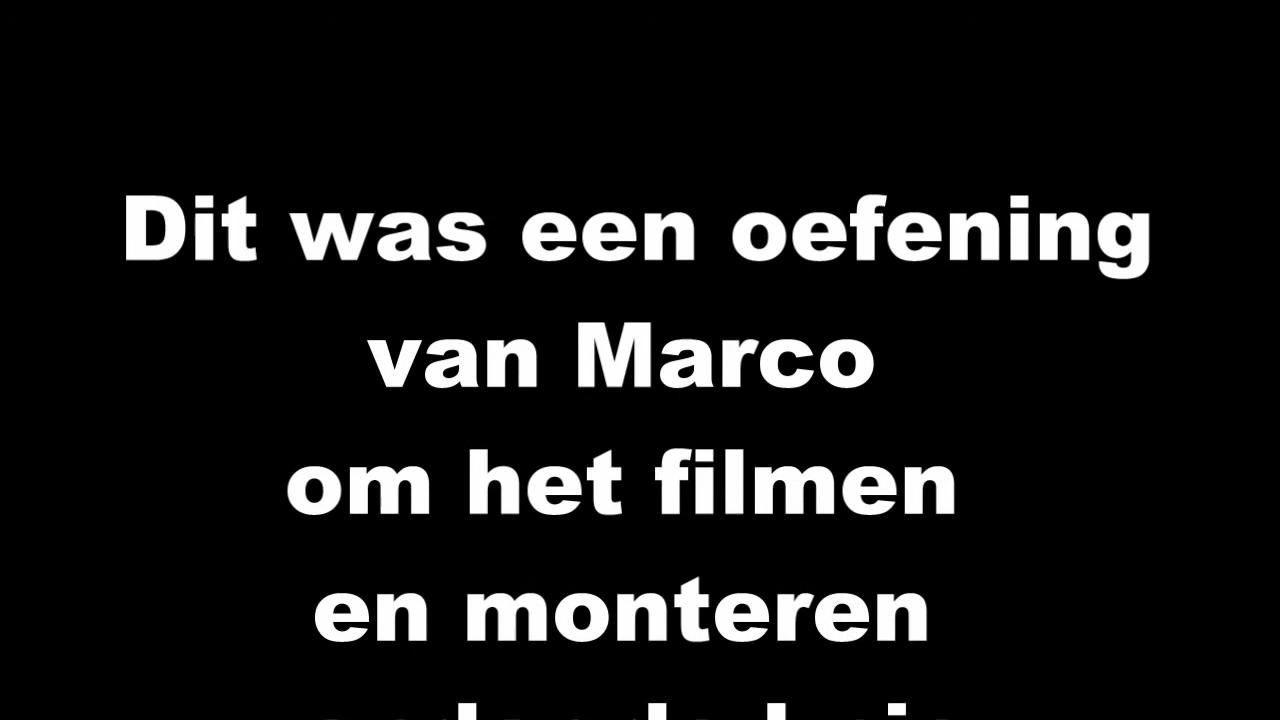 Dit was een oefening
van Marco
om het filmen
en monteren